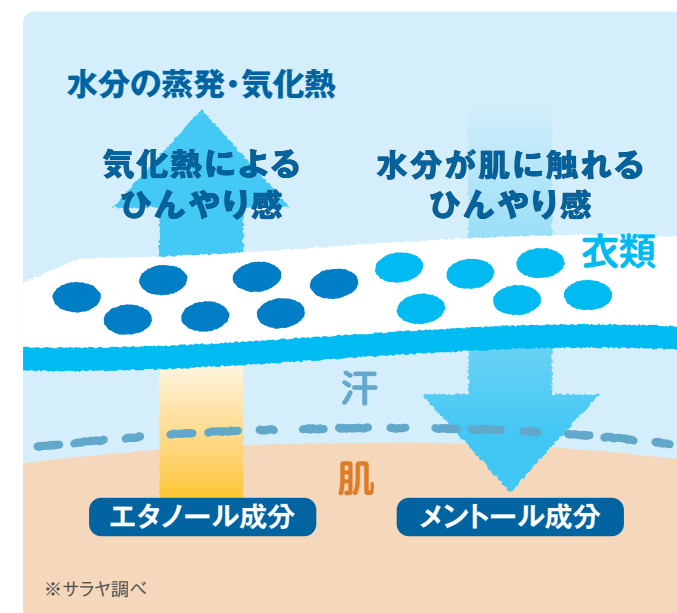 水分の蒸発・気化熱
気化熱による
ひんやり感
水分が肌に触れる
ひんやり感
衣類
汗
肌
エタノール成分
メントール成分
※サラヤ調べ